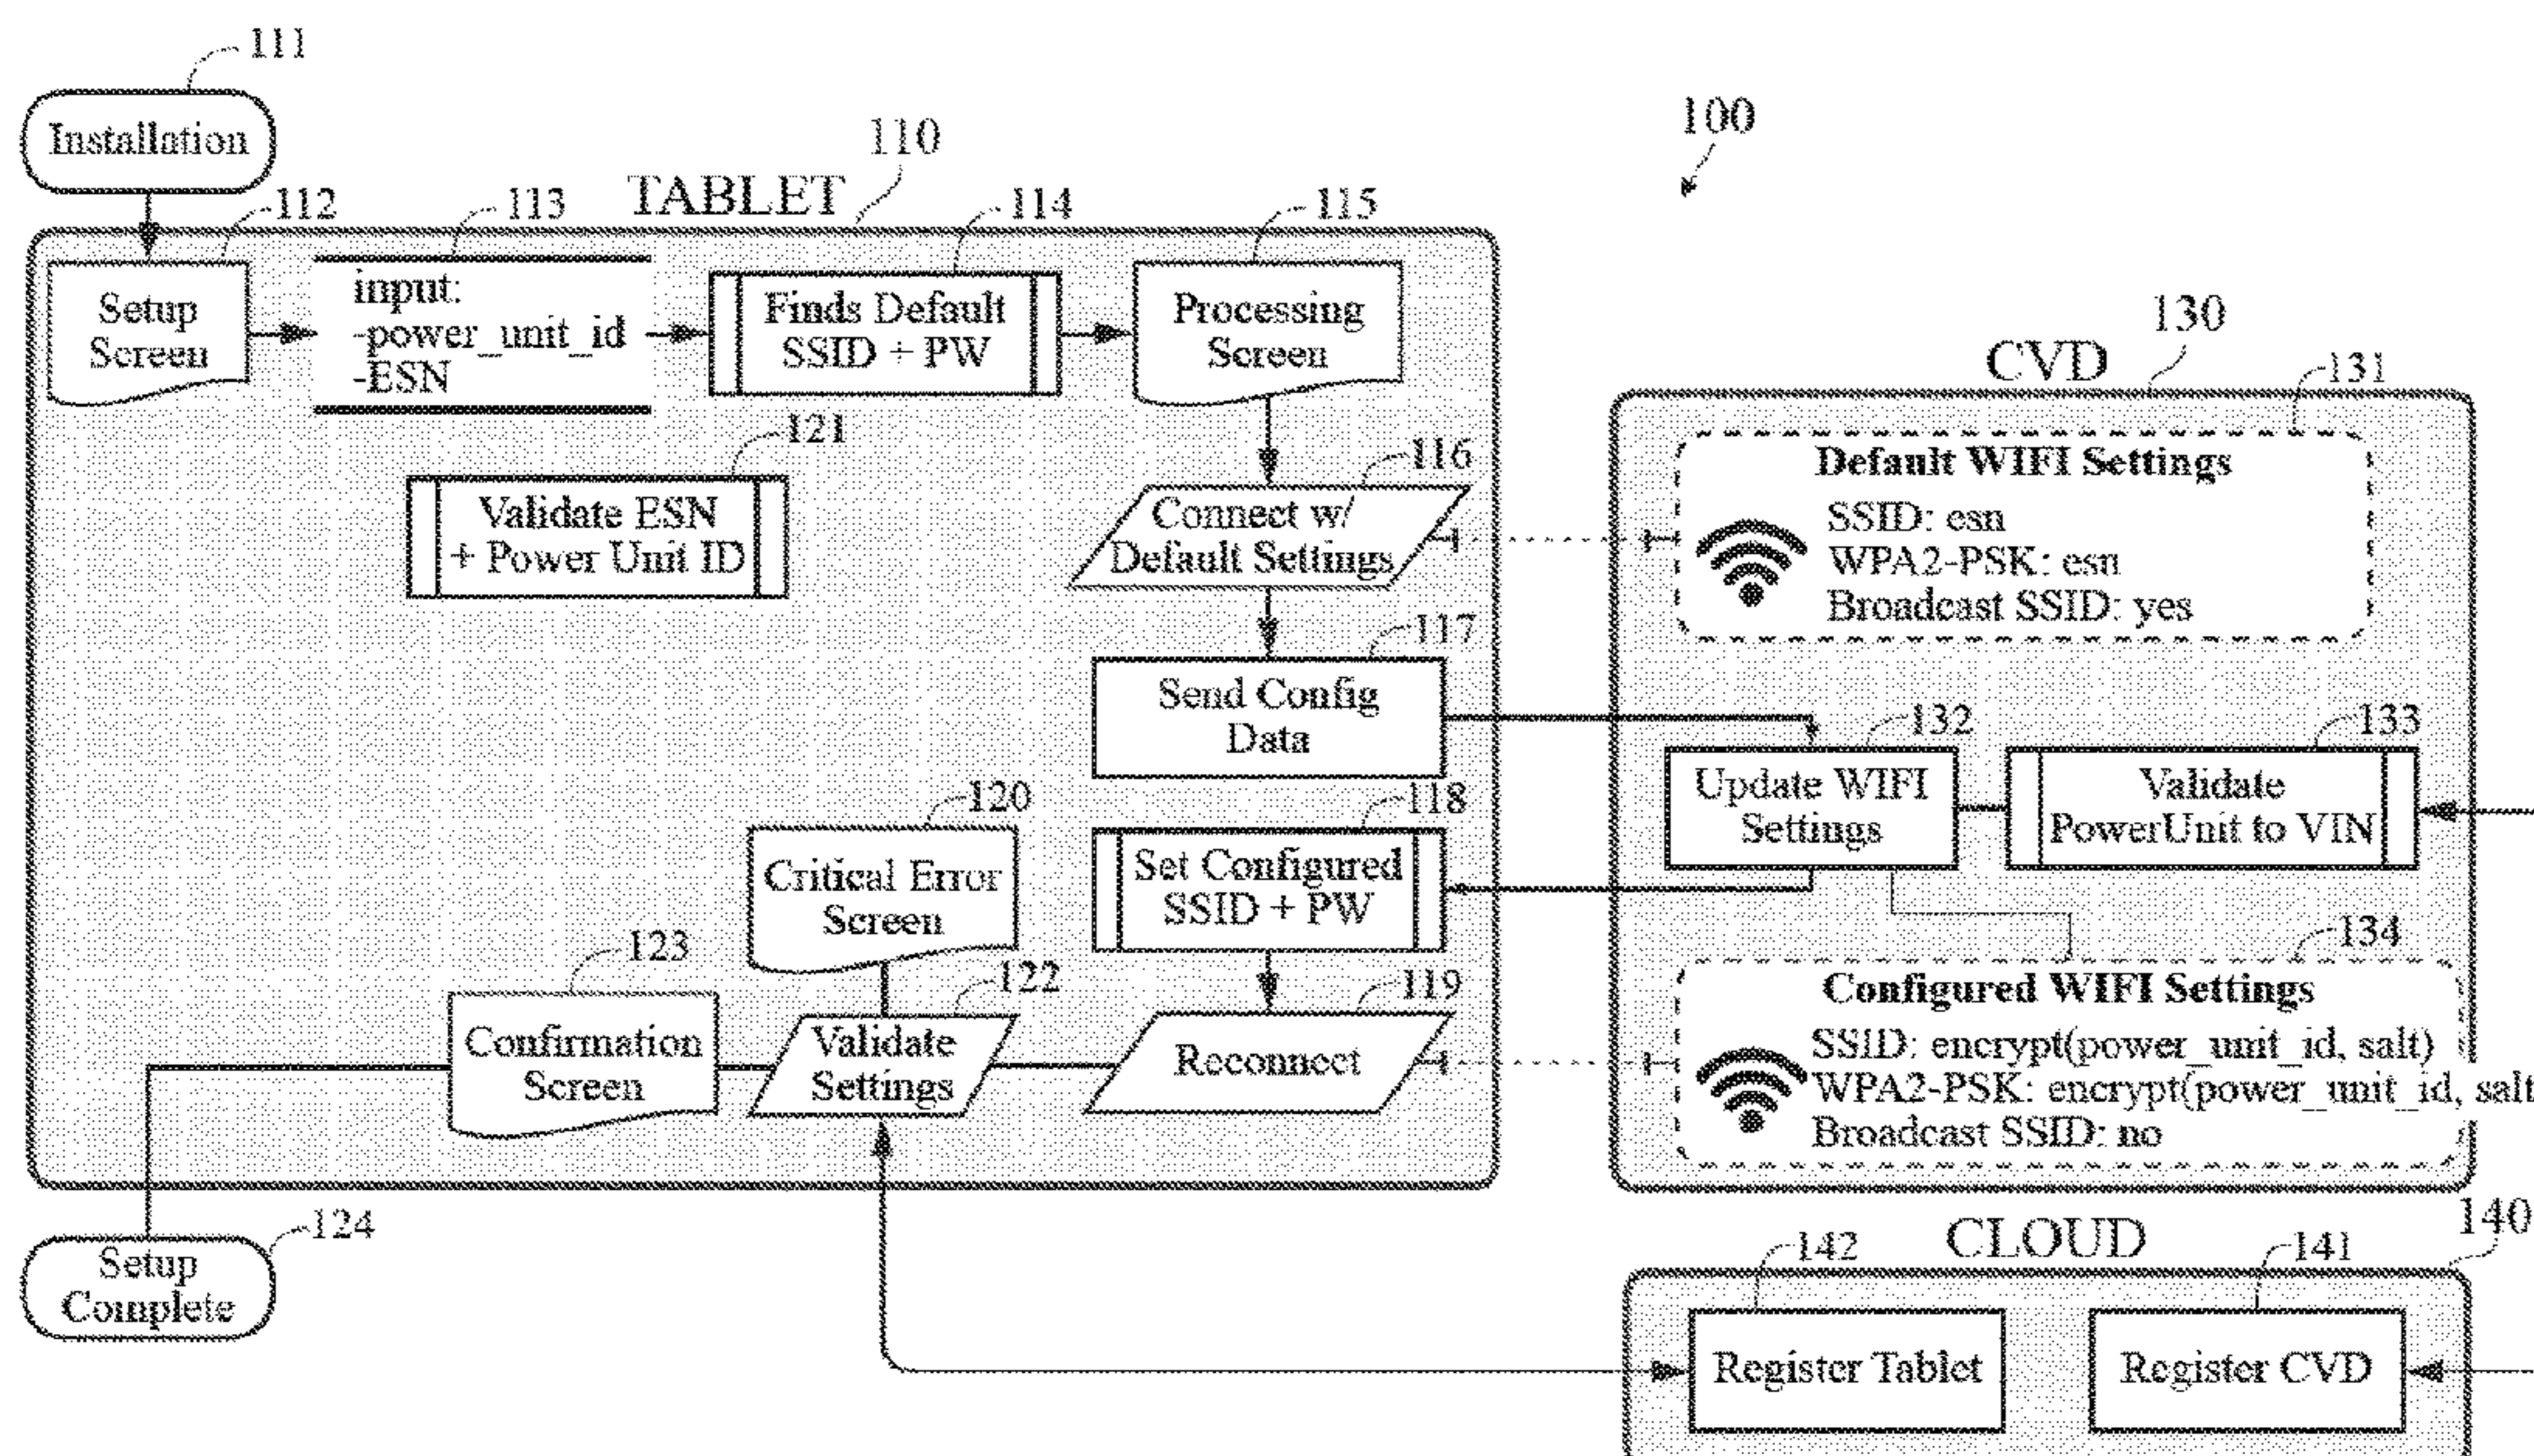 111
Installation
100
110
TABLET
112
113
114
115
Setup
Screen
input:
-power_unit_id
-ESN
Finds Default
SSID + PW
Processing
Screen
121
Validate ESN
+ Power Unit ID
116
Connect w/
Default Settings
117
Send Config
Data
118
Set Configured
SSID + PW
119
Reconnect
120
Critical Error
Screen
122
Validate
Settings
123
Confirmation
Screen
124
Setup
Complete
130
CVD
131
Default WIFI Settings
SSID: esn
WPA2-PSK: esn
Broadcast SSID: yes
132
Update WIFI
Settings
133
Validate
PowerUnit to VIN
134
Configured WIFI Settings
SSID: encrypt(power_unit_id, salt)
WPA2-PSK: encrypt(power_unit_id, salt
Broadcast SSID: no
140
CLOUD
142
Register Tablet
141
Register CVD